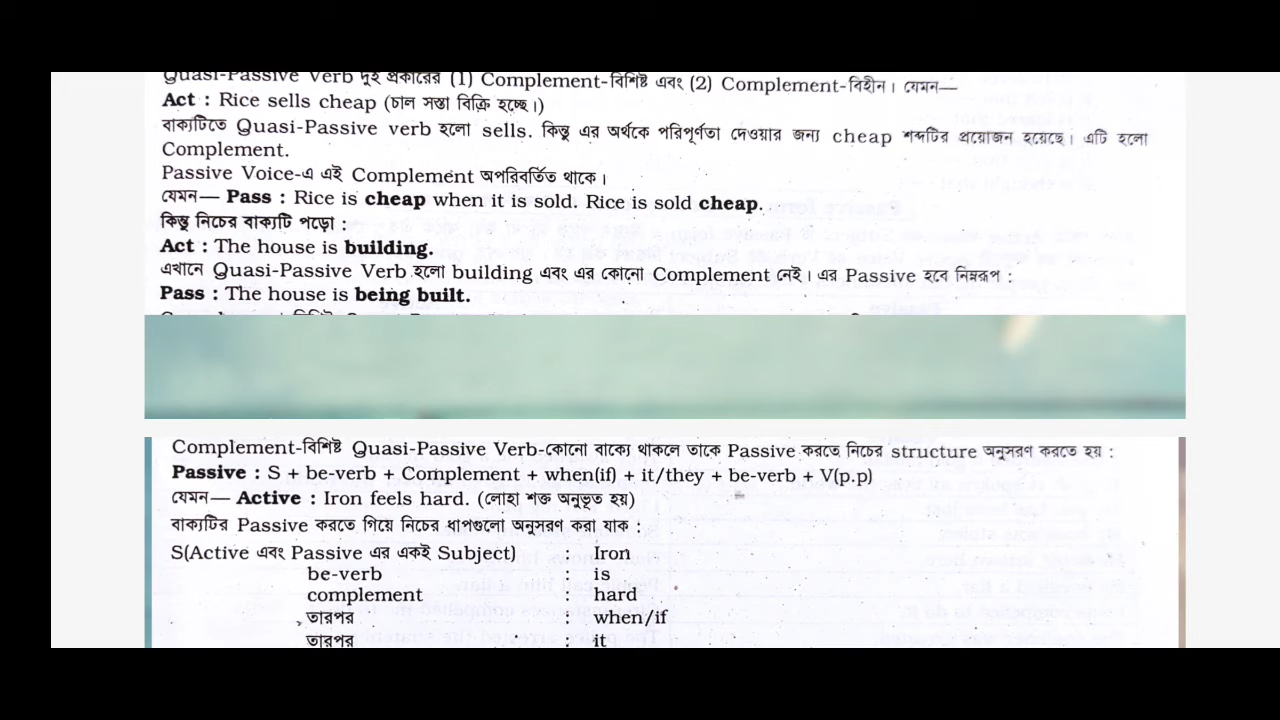 Quasi-Passive Verb দুই প্রকারের (1) Complement-বিশিষ্ট এবং (2) Complement-বিহীন। যেমন—
Act : Rice sells cheap (চাল সস্তা বিক্রি হচ্ছে।)
বাক্যটিতে Quasi-Passive verb হলো sells. কিন্তু এর অর্থকে পরিপূর্ণতা দেওয়ার জন্য cheap শব্দটির প্রয়োজন হয়েছে। এটি হলো
Complement.
Passive Voice-এ এই Complement অপরিবর্তিত থাকে।
যেমন— Pass : Rice is cheap when it is sold. Rice is sold cheap.
কিন্তু নিচের বাক্যটি পড়ো :
Act : The house is building.
এখানে Quasi-Passive Verb হলো building এবং এর কোনো Complement নেই। এর Passive হবে নিম্নরূপ :
Pass : The house is being built.
Complement-বিশিষ্ট Quasi-Passive Verb-কোনো বাক্যে থাকলে তাকে Passive করতে নিচের structure অনুসরণ করতে হয় :
Passive : S + be-verb + Complement + when(if) + it/they + be-verb + V(p.p)
যেমন— Active : Iron feels hard. (লোহা শক্ত অনুভূত হয়)
বাক্যটির Passive করতে গিয়ে নিচের ধাপগুলো অনুসরণ করা যাক :
S(Active এবং Passive এর একই Subject) : Iron
be-verb : is
complement : hard
তারপর : when/if
তারপর : it